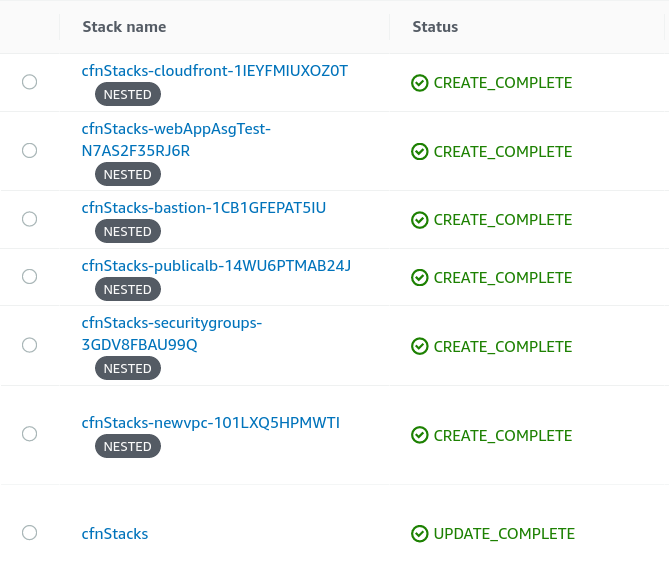 Stack name Status
cfnStacks-cloudfront-1IEYFMIUXOZ0T
NESTED
CREATE_COMPLETE
cfnStacks-webAppAsgTest-
N7AS2F35RJ6R
NESTED
CREATE_COMPLETE
cfnStacks-bastion-1CB1GFEPAT5IU
NESTED
CREATE_COMPLETE
cfnStacks-publicalb-14WU6PTMAB24J
NESTED
CREATE_COMPLETE
cfnStacks-securitygroups-
3GDV8FBAU99Q
NESTED
CREATE_COMPLETE
cfnStacks-newvpc-101LXQ5HPMWTI
NESTED
CREATE_COMPLETE
cfnStacks UPDATE_COMPLETE